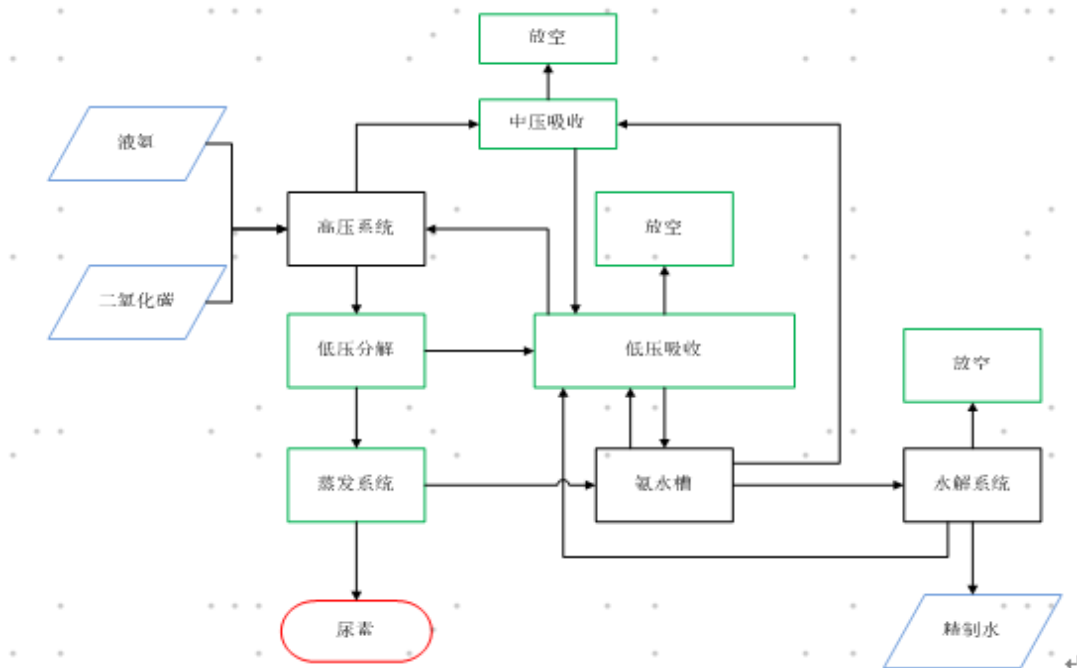 放空
中压吸收
液氨
高压系统
放空
二氧化碳
低压分解
低压吸收
放空
蒸发系统
氨水槽
水解系统
尿素
精制水